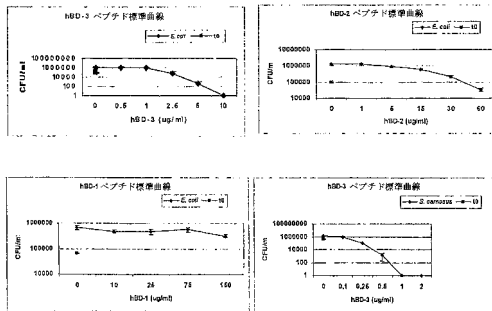 hBD-3 ペプチド標準曲線
E. coli t0
CFU/ml
100000000
1000000
10000
100
1
0 0.5 1 2.5 5 10
hBD-3 (ug/ml)
hBD-2 ペプチド標準曲線
E. coli t0
CFU/m
10000000
1000000
100000
10000
0 1 5 15 30 60
hBD-2 (ug/ml)
hBD-1 ペプチド標準曲線
E. coli t0
CFU/ml
1000000
100000
10000
0 10 25 75 150
hBD-1 (ug/ml)
hBD-3 ペプチド標準曲線
S. carnosus t0
CFU/m
100000000
1000000
10000
100
1
0 0.1 0.25 0.5 1 2
hBD-3 (ug/ml)